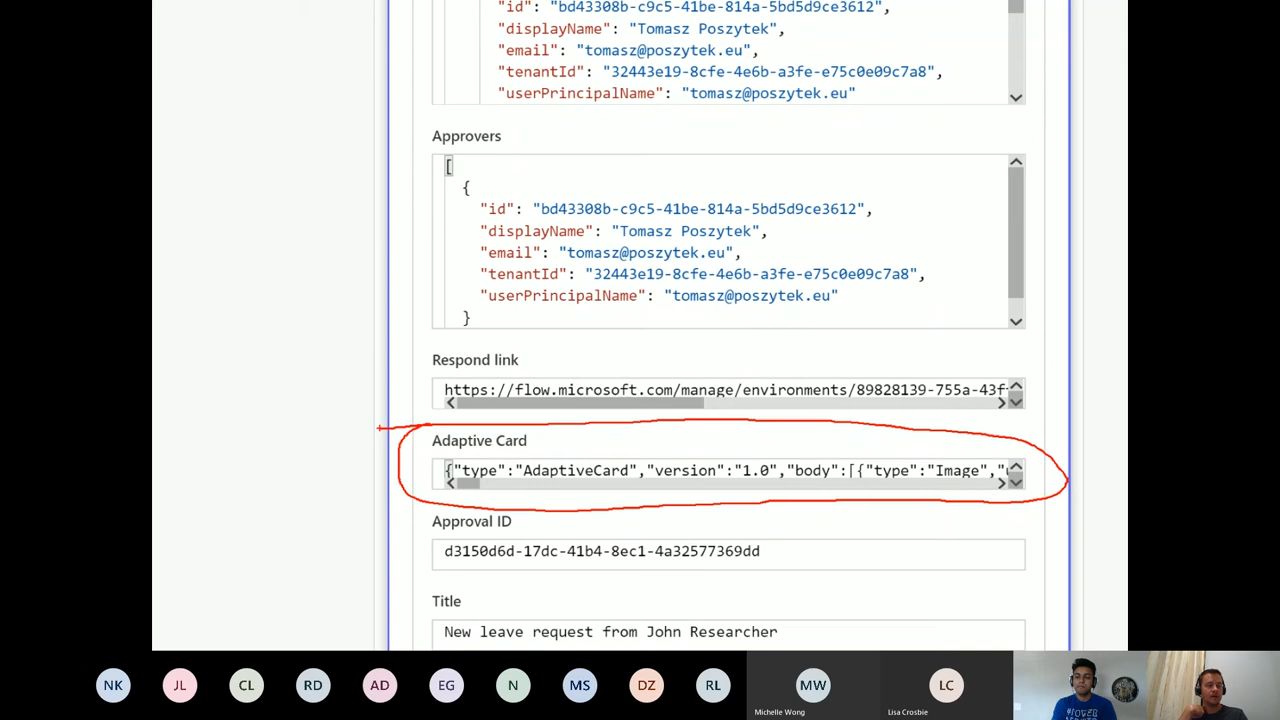 "id": "bd43308b-c9c5-41be-814a-5bd5d9ce3612",
"displayName": "Tomasz Poszytek",
"email": "tomasz@poszytek.eu",
"tenantId": "32443e19-8cfe-4e6b-a3fe-e75c0e09c7a8",
"userPrincipalName": "tomasz@poszytek.eu"
Approvers
[
{
"id": "bd43308b-c9c5-41be-814a-5bd5d9ce3612",
"displayName": "Tomasz Poszytek",
"email": "tomasz@poszytek.eu",
"tenantId": "32443e19-8cfe-4e6b-a3fe-e75c0e09c7a8",
"userPrincipalName": "tomasz@poszytek.eu"
}
Respond link
https://flow.microsoft.com/manage/environments/89828139-755a-43f
Adaptive Card
{"type":"AdaptiveCard","version":"1.0","body":[{"type":"Image","
Approval ID
d3150d6d-17dc-41b4-8ec1-4a32577369dd
Title
New leave request from John Researcher
NK JL CL RD AD EG N MS DZ RL MW LC
Michelle Wong Lisa Crosbie